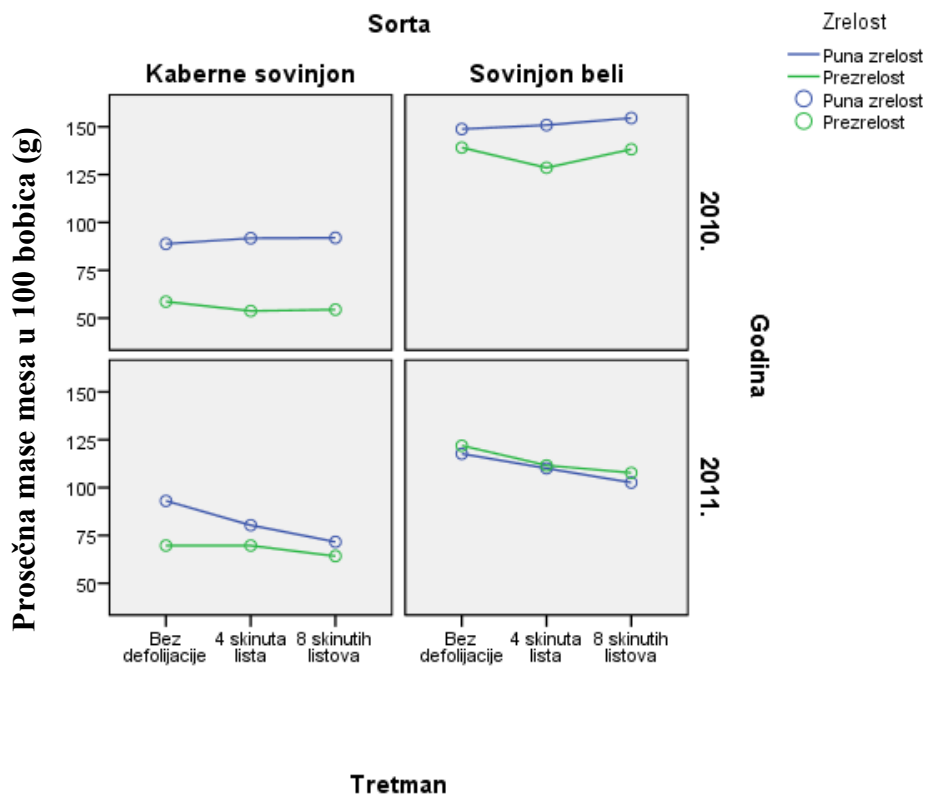 Sorta
Zrelost
Puna zrelost
Prezrelost
Puna zrelost
Prezrelost
Kaberne sovinjon
Sovinjon beli
Prosečna mase mesa u 100 bobica (g)
150
125
100
75
50
2010.
150
125
100
75
50
2011.
Godina
Bez
defolijacije
4 skinuta
lista
8 skinutih
listova
Bez
defolijacije
4 skinuta
lista
8 skinutih
listova
Tretman